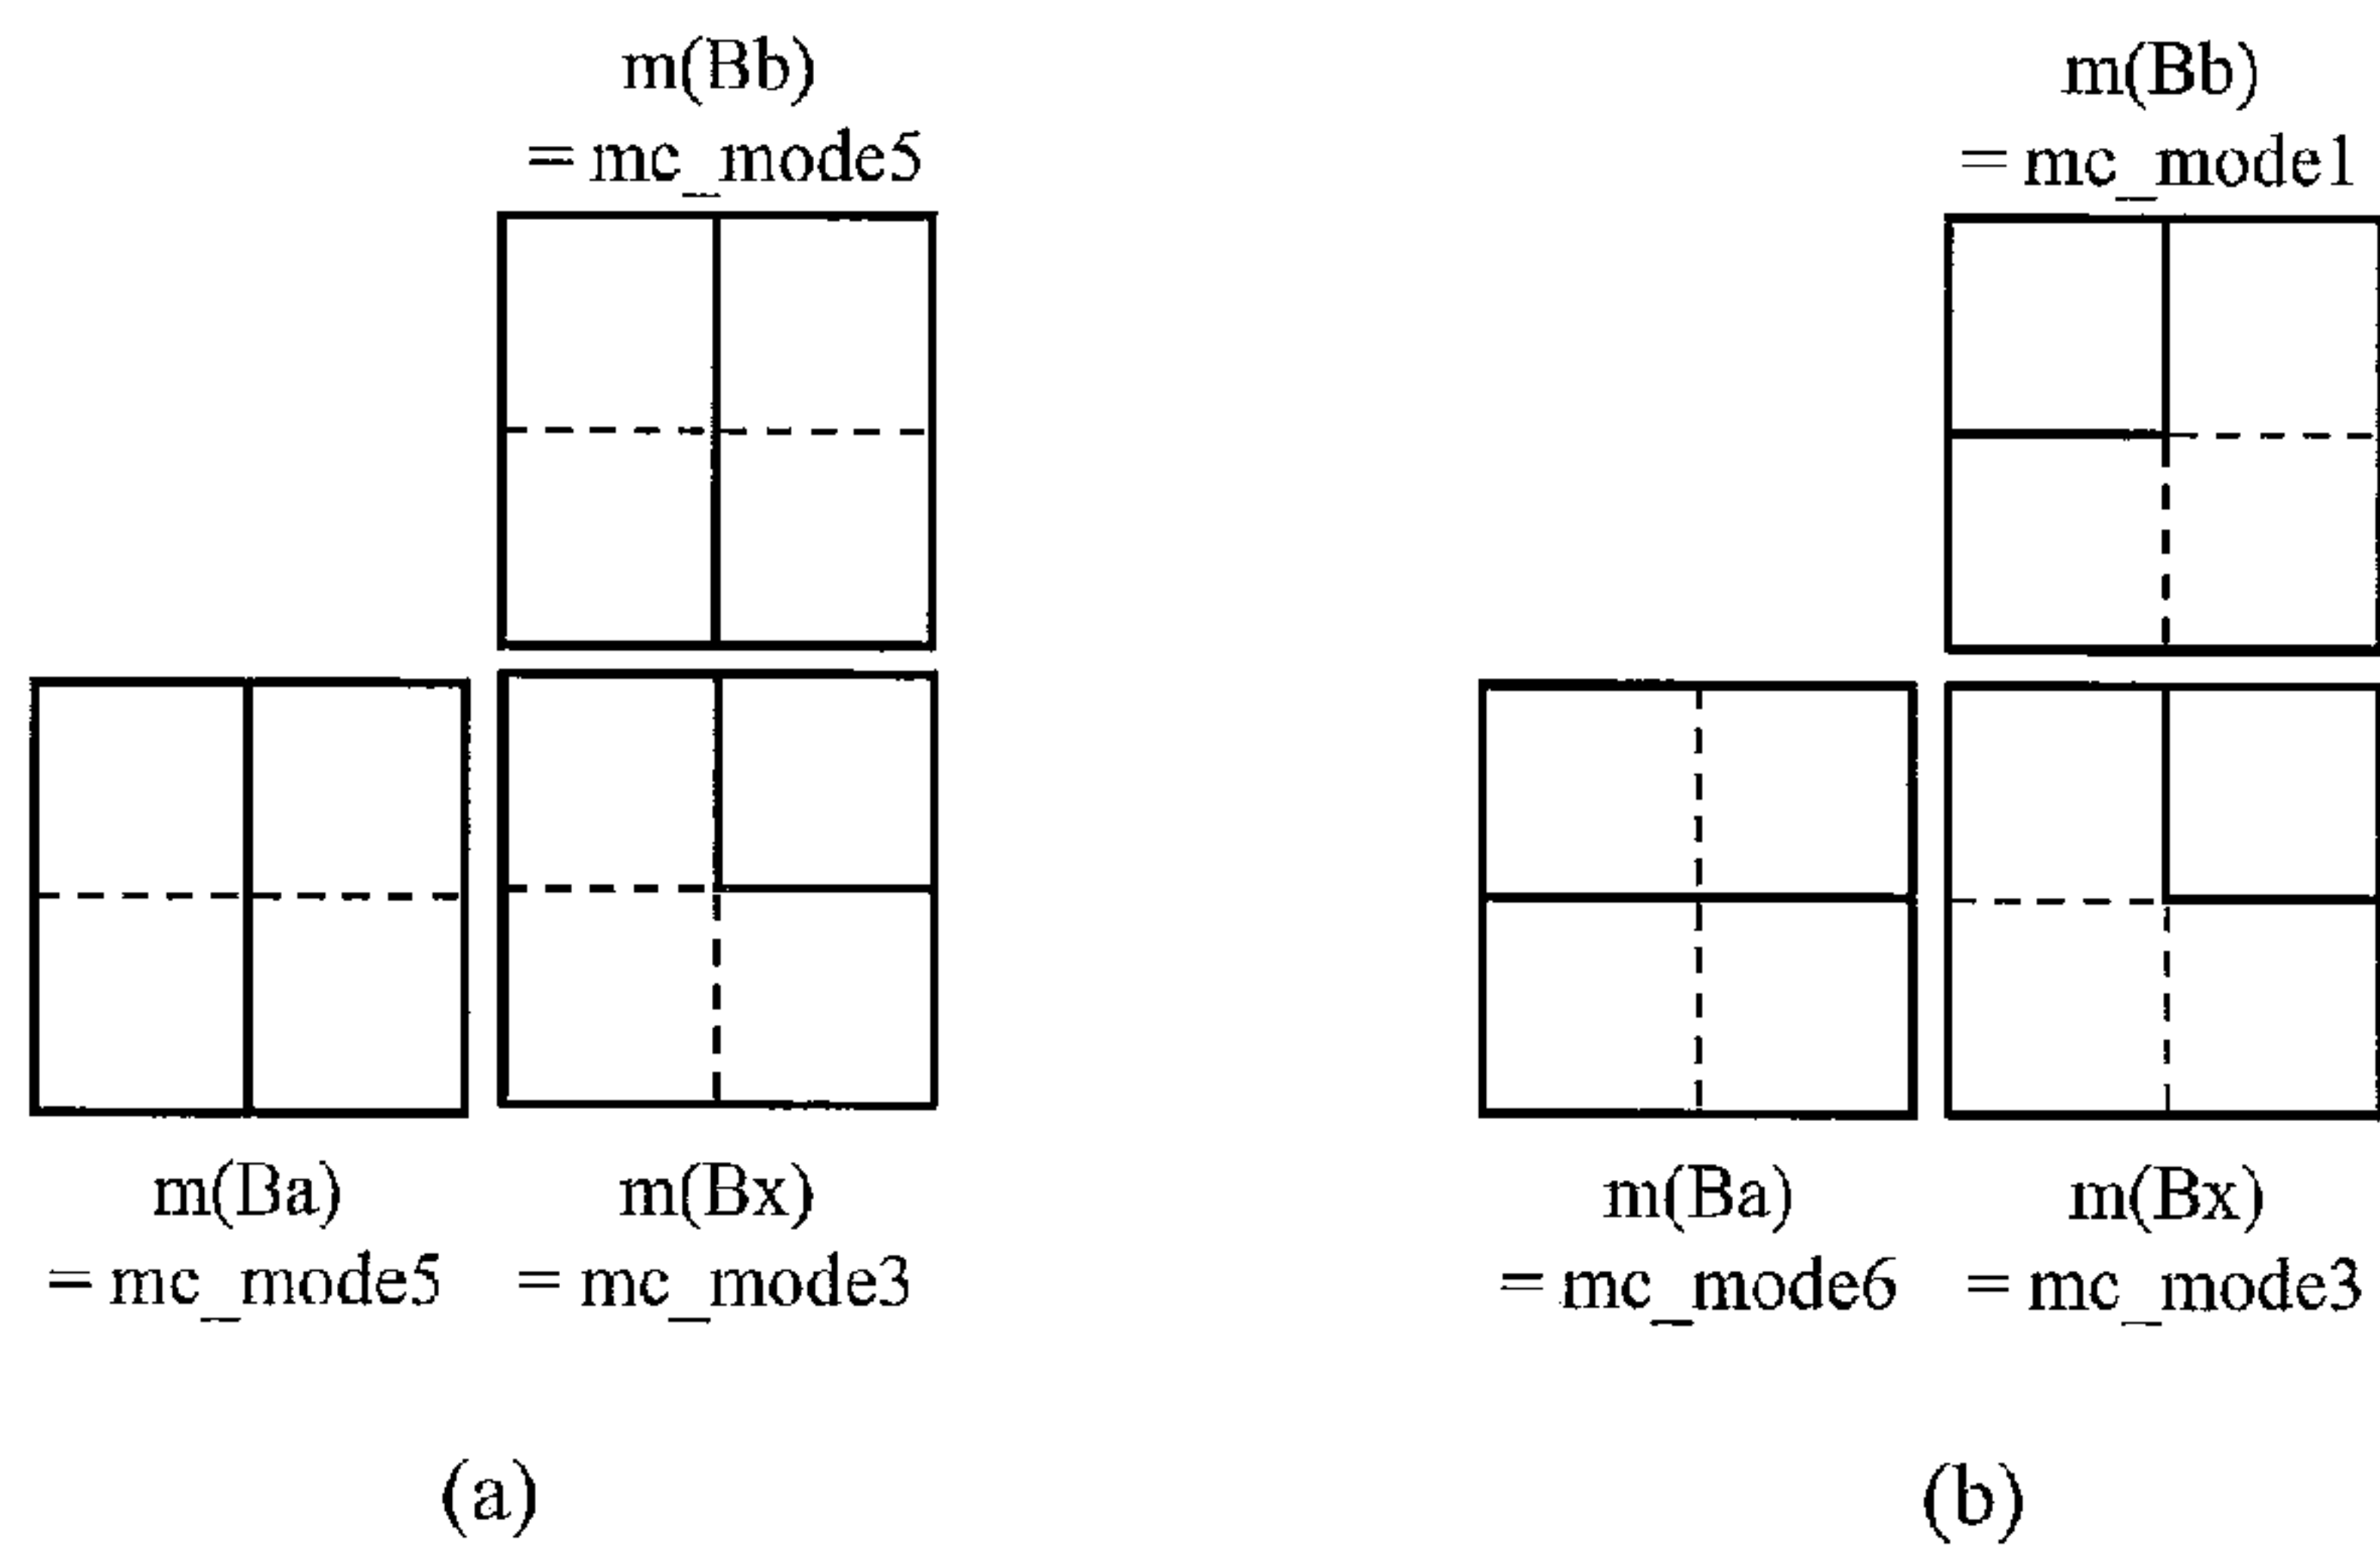 m(Bb)
= mc_mode5
m(Ba)
= mc_mode5
m(Bx)
= mc_mode3
(a)
m(Bb)
= mc_mode1
m(Ba)
= mc_mode6
m(Bx)
= mc_mode3
(b)